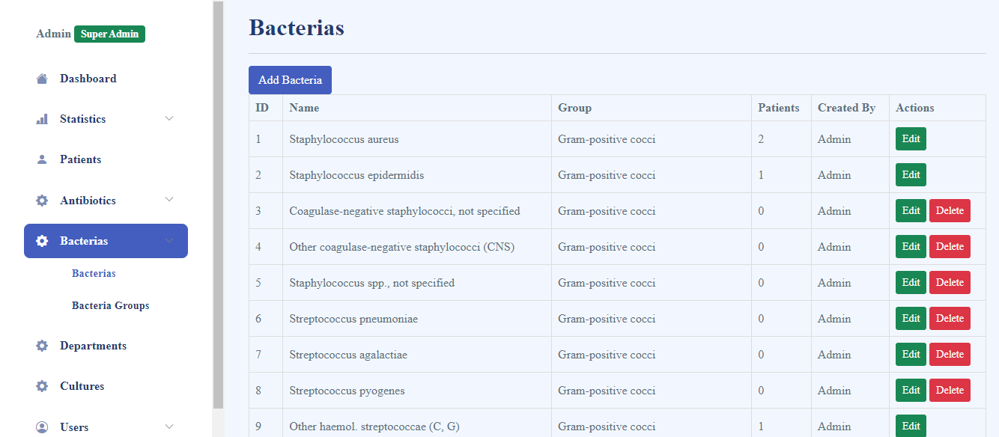 Admin Super Admin
Dashboard
Statistics
Patients
Antibiotics
Bacterias
Bacterias
Bacteria Groups
Departments
Cultures
Users
Bacterias
Add Bacteria
ID Name Group Patients Created By Actions
1 Staphylococcus aureus Gram-positive cocci 2 Admin Edit
2 Staphylococcus epidermidis Gram-positive cocci 1 Admin Edit
3 Coagulase-negative staphylococci, not specified Gram-positive cocci 0 Admin Edit Delete
4 Other coagulase-negative staphylococci (CNS) Gram-positive cocci 0 Admin Edit Delete
5 Staphylococcus spp., not specified Gram-positive cocci 0 Admin Edit Delete
6 Streptococcus pneumoniae Gram-positive cocci 0 Admin Edit Delete
7 Streptococcus agalactiae Gram-positive cocci 0 Admin Edit Delete
8 Streptococcus pyogenes Gram-positive cocci 0 Admin Edit Delete
9 Other haemol. streptococcae (C, G) Gram-positive cocci 1 Admin Edit